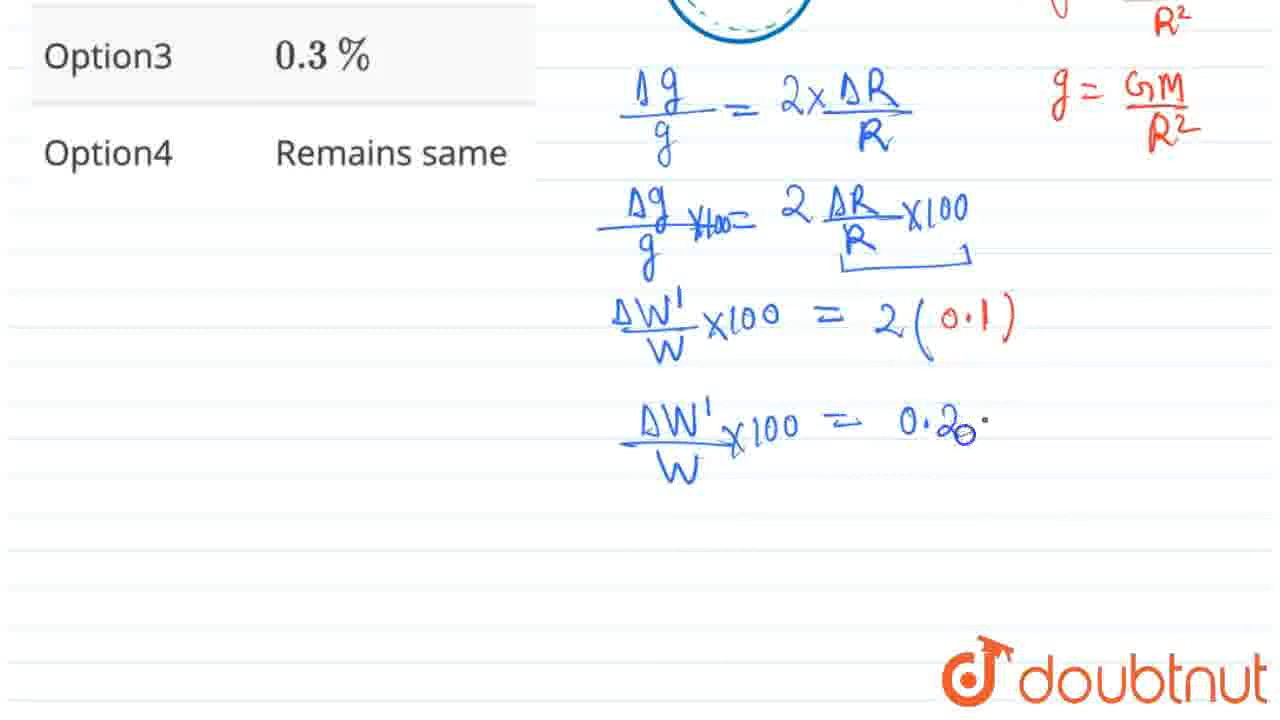 R²
Option3 0.3 %
Δg/g = 2 × ΔR/R
g = GM/R²
Option4 Remains same
Δg/g ×100 = 2 ΔR/R ×100
ΔW'/W ×100 = 2(0.1)
ΔW'/W ×100 = 0.2
doubtnut